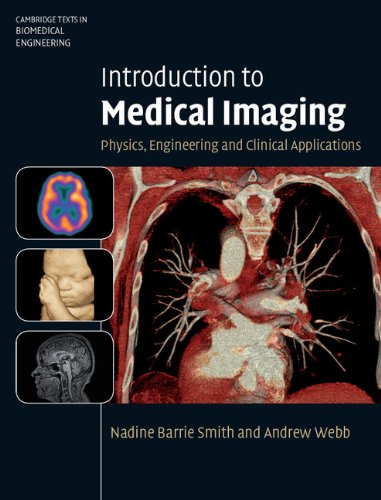 CAMBRIDGE TEXTS IN
BIOMEDICAL
ENGINEERING
Introduction to
Medical Imaging
Physics, Engineering and Clinical Applications
Nadine Barrie Smith and Andrew Webb